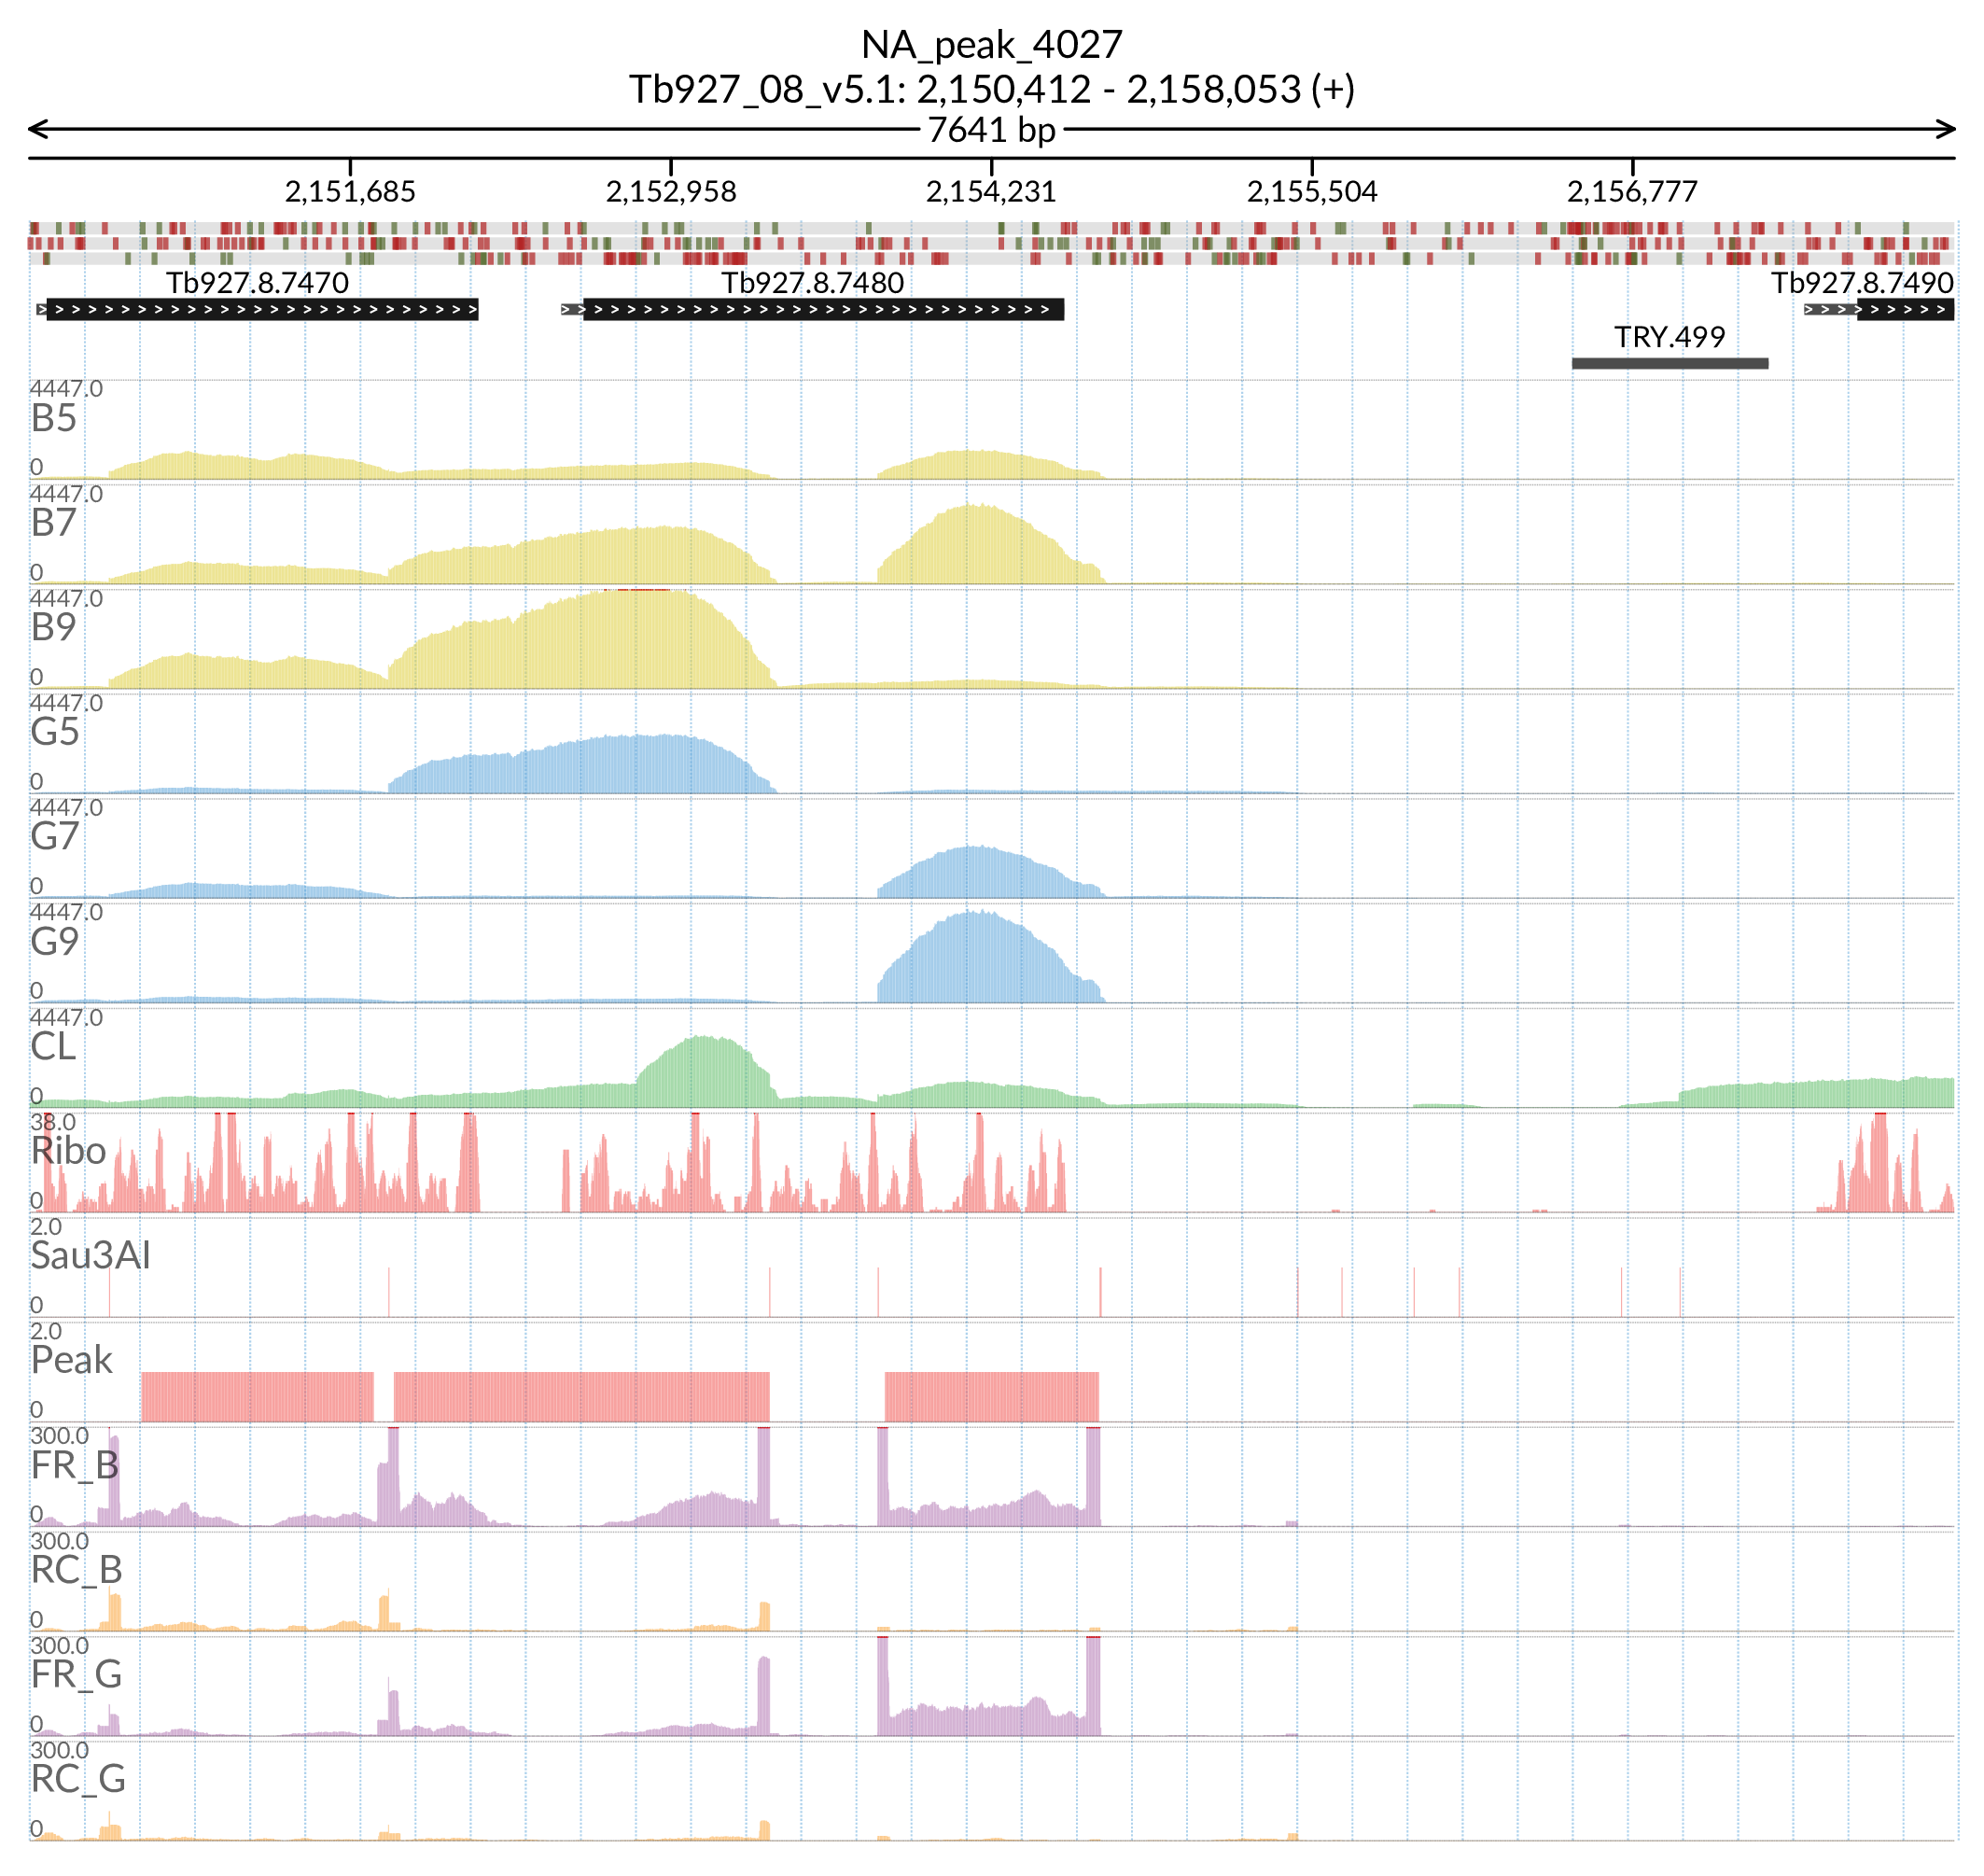 NA_peak_4027
Tb927_08_v5.1: 2,150,412 - 2,158,053 (+)
7641 bp
2,151,685 2,152,958 2,154,231 2,155,504 2,156,777
Tb927.8.7470 Tb927.8.7480 Tb927.8.7490
TRY.499
4447.0
B5
0
4447.0
B7
0
4447.0
B9
0
4447.0
G5
0
4447.0
G7
0
4447.0
G9
0
4447.0
CL
0
38.0
Ribo
0
2.0
Sau3AI
0
2.0
Peak
0
300.0
FR_B
0
300.0
RC_B
0
300.0
FR_G
0
300.0
RC_G
0